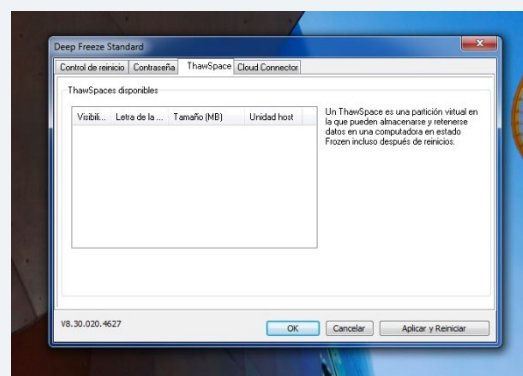 Deep Freeze Standard
Control de reinicio Contraseña ThawSpace Cloud Connector
ThawSpaces disponibles
Visibili... Letra de la ... Tamaño (MB) Unidad host
Un ThawSpace es una partición virtual en
la que pueden almacenarse y retenerse
datos en una computadora en estado
Frozen incluso después de reinicios.
V8.30.020.4627
OK Cancelar Aplicar y Reiniciar